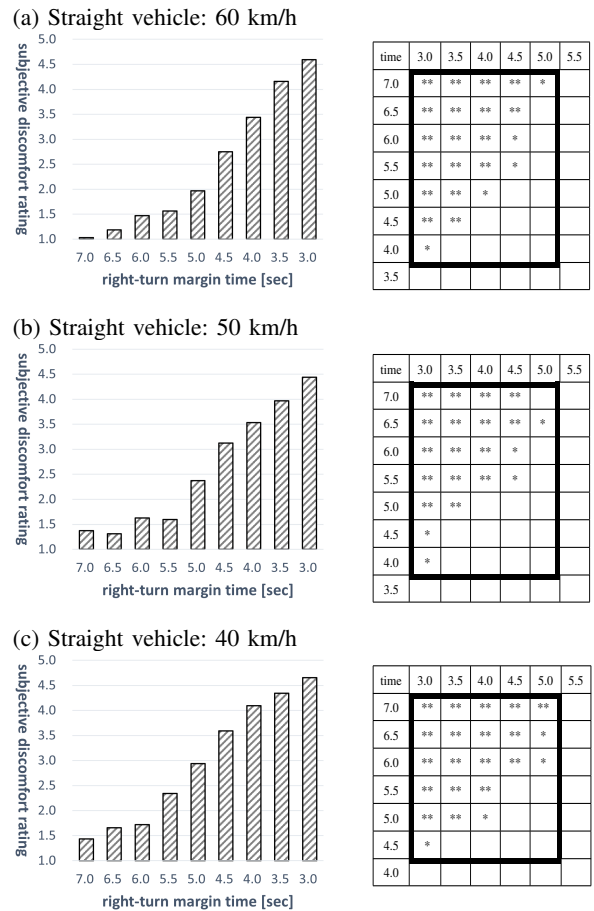 (a) Straight vehicle: 60 km/h
subjective discomfort rating
5.0
4.5
4.0
3.5
3.0
2.5
2.0
1.5
1.0
7.0 6.5 6.0 5.5 5.0 4.5 4.0 3.5 3.0
right-turn margin time [sec]
time 3.0 3.5 4.0 4.5 5.0 5.5
7.0 ** ** ** ** *
6.5 ** ** ** **
6.0 ** ** ** *
5.5 ** ** ** *
5.0 ** ** *
4.5 ** **
4.0 *
3.5
(b) Straight vehicle: 50 km/h
subjective discomfort rating
5.0
4.5
4.0
3.5
3.0
2.5
2.0
1.5
1.0
7.0 6.5 6.0 5.5 5.0 4.5 4.0 3.5 3.0
right-turn margin time [sec]
time 3.0 3.5 4.0 4.5 5.0 5.5
7.0 ** ** ** **
6.5 ** ** ** ** *
6.0 ** ** ** *
5.5 ** ** ** *
5.0 ** **
4.5 *
4.0 *
3.5
(c) Straight vehicle: 40 km/h
subjective discomfort rating
5.0
4.5
4.0
3.5
3.0
2.5
2.0
1.5
1.0
7.0 6.5 6.0 5.5 5.0 4.5 4.0 3.5 3.0
right-turn margin time [sec]
time 3.0 3.5 4.0 4.5 5.0 5.5
7.0 ** ** ** ** **
6.5 ** ** ** ** *
6.0 ** ** ** ** *
5.5 ** ** **
5.0 ** ** *
4.5 *
4.0